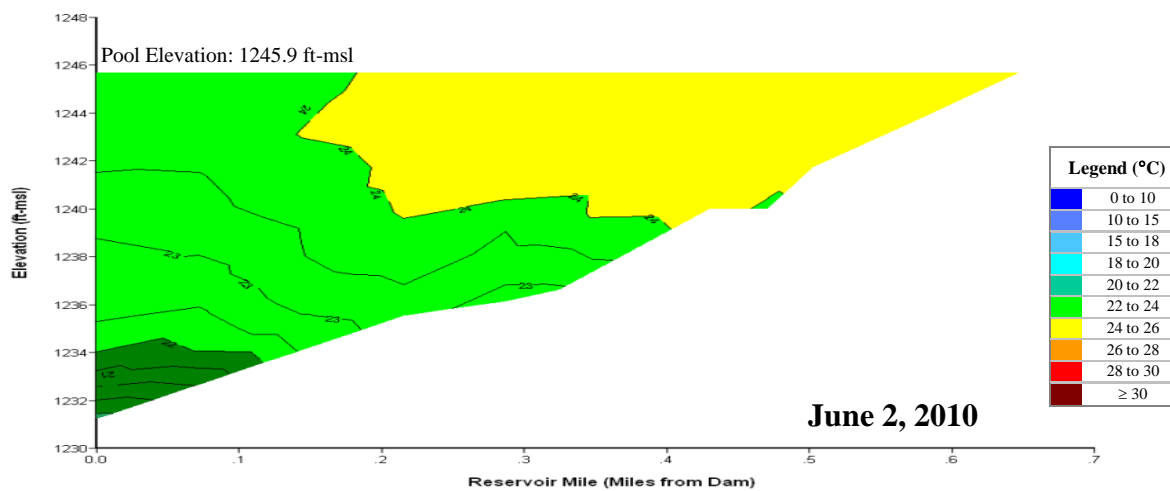 1248
Pool Elevation: 1245.9 ft-msl
1246
1244
1242
1240
1238
1236
1234
1232
1230
Elevation (ft-msl)
24
24
24
24
24
24
23
23
23
23
22
21
Legend (°C)
0 to 10
10 to 15
15 to 18
18 to 20
20 to 22
22 to 24
24 to 26
26 to 28
28 to 30
≥ 30
June 2, 2010
0.0 .1 .2 .3 .4 .5 .6 .7
Reservoir Mile (Miles from Dam)